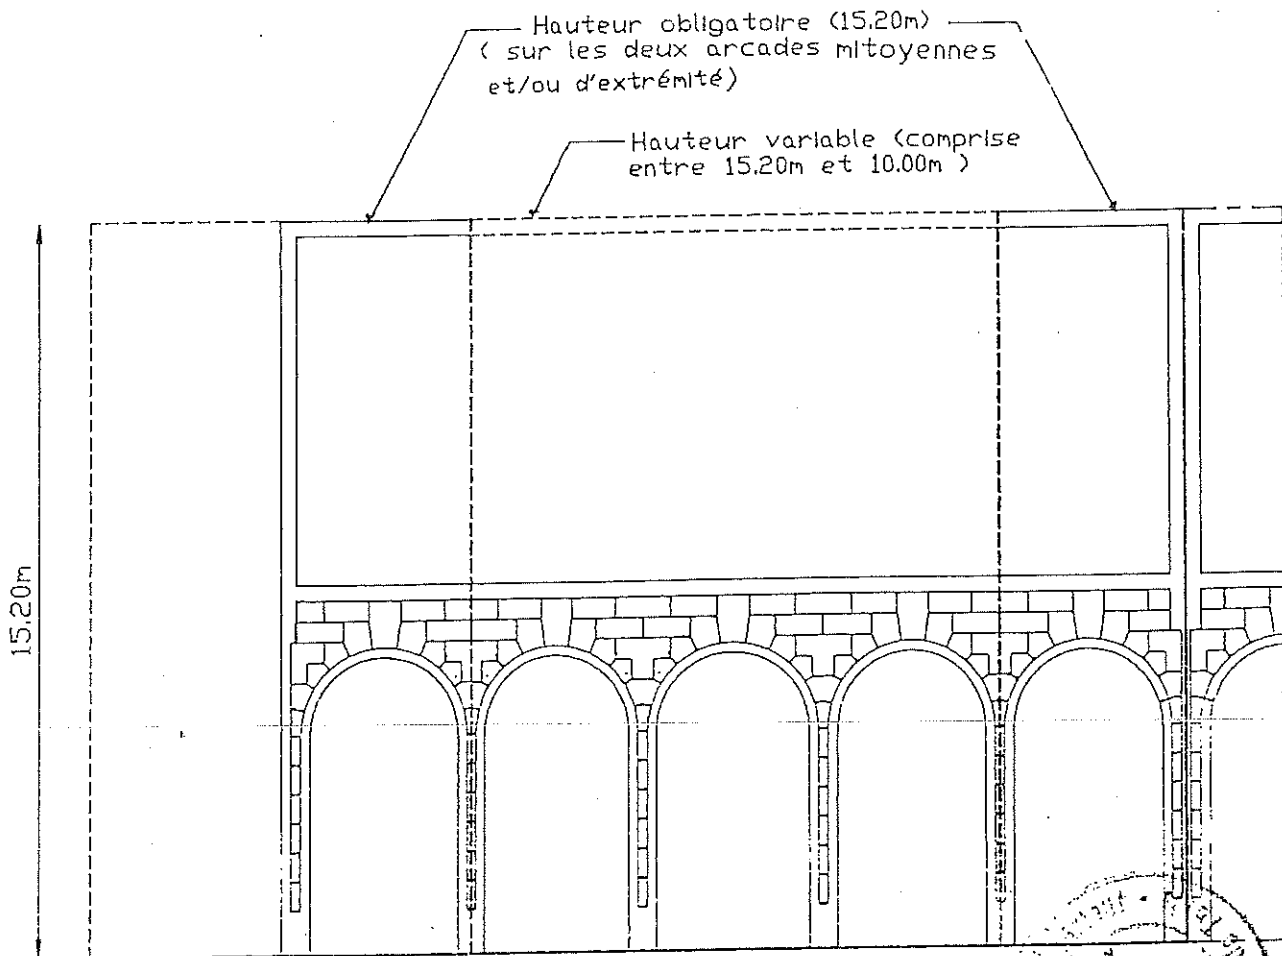 Hauteur obligatoire (15.20m)
( sur les deux arcades mitoyennes
et/ou d'extrémité)
Hauteur variable (comprise
entre 15.20m et 10.00m )
15.20m